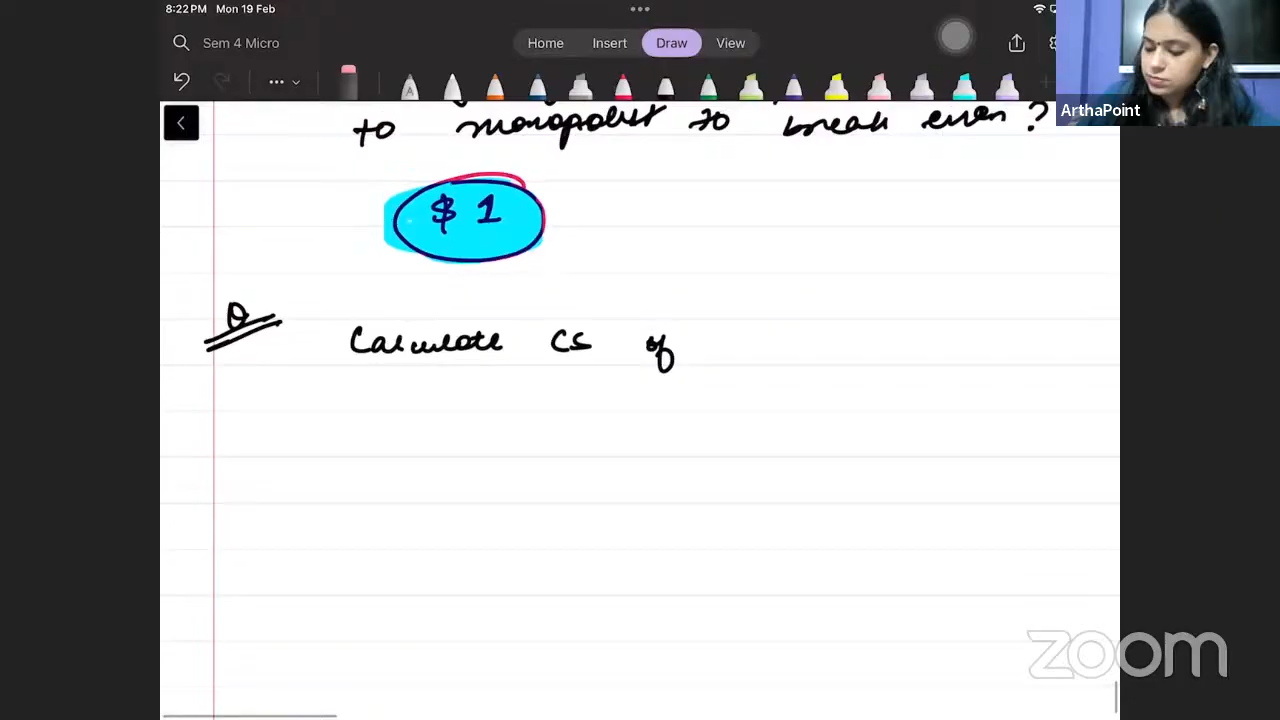 8:22 PM Mon 19 Feb
Sem 4 Micro
Home Insert Draw View
ArthaPoint
to monopolist to break even ?
$ 1
Q
Calculate CS of
zoom